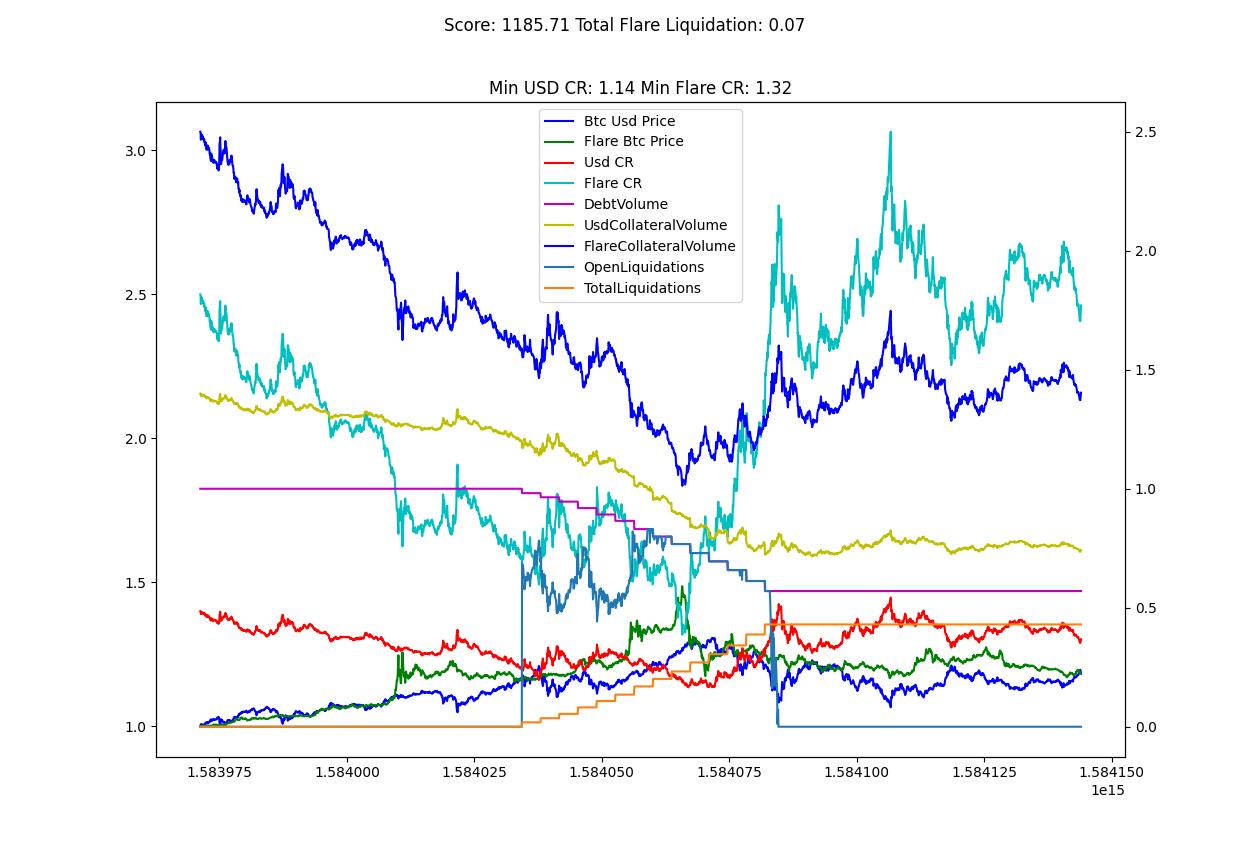 Score: 1185.71 Total Flare Liquidation: 0.07
Min USD CR: 1.14 Min Flare CR: 1.32
Btc Usd Price
Flare Btc Price
Usd CR
Flare CR
DebtVolume
UsdCollateralVolume
FlareCollateralVolume
OpenLiquidations
TotalLiquidations
3.0
2.5
2.0
1.5
1.0
2.5
2.0
1.5
1.0
0.5
0.0
1.583975 1.584000 1.584025 1.584050 1.584075 1.584100 1.584125 1.584150
1e15